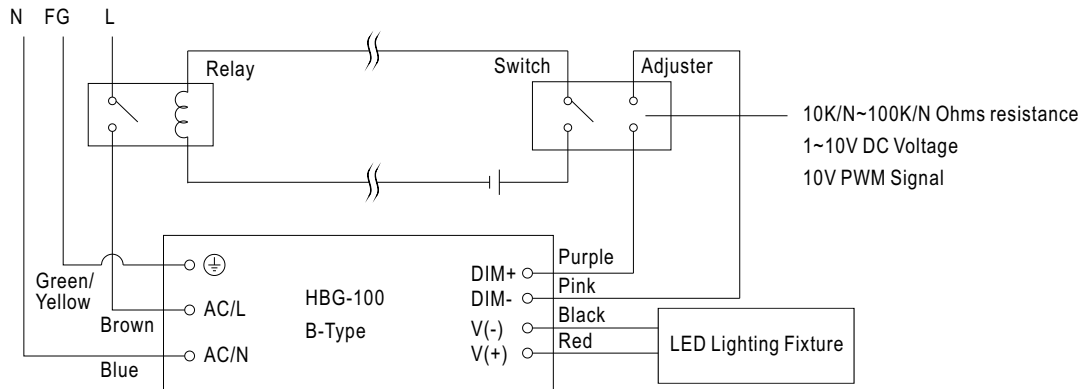 N FG L
Relay
Switch
Adjuster
10K/N~100K/N Ohms resistance
1~10V DC Voltage
10V PWM Signal
Green/
Yellow
Brown
Blue
AC/L
AC/N
HBG-100
B-Type
DIM+
DIM-
V(-)
V(+)
Purple
Pink
Black
Red
LED Lighting Fixture